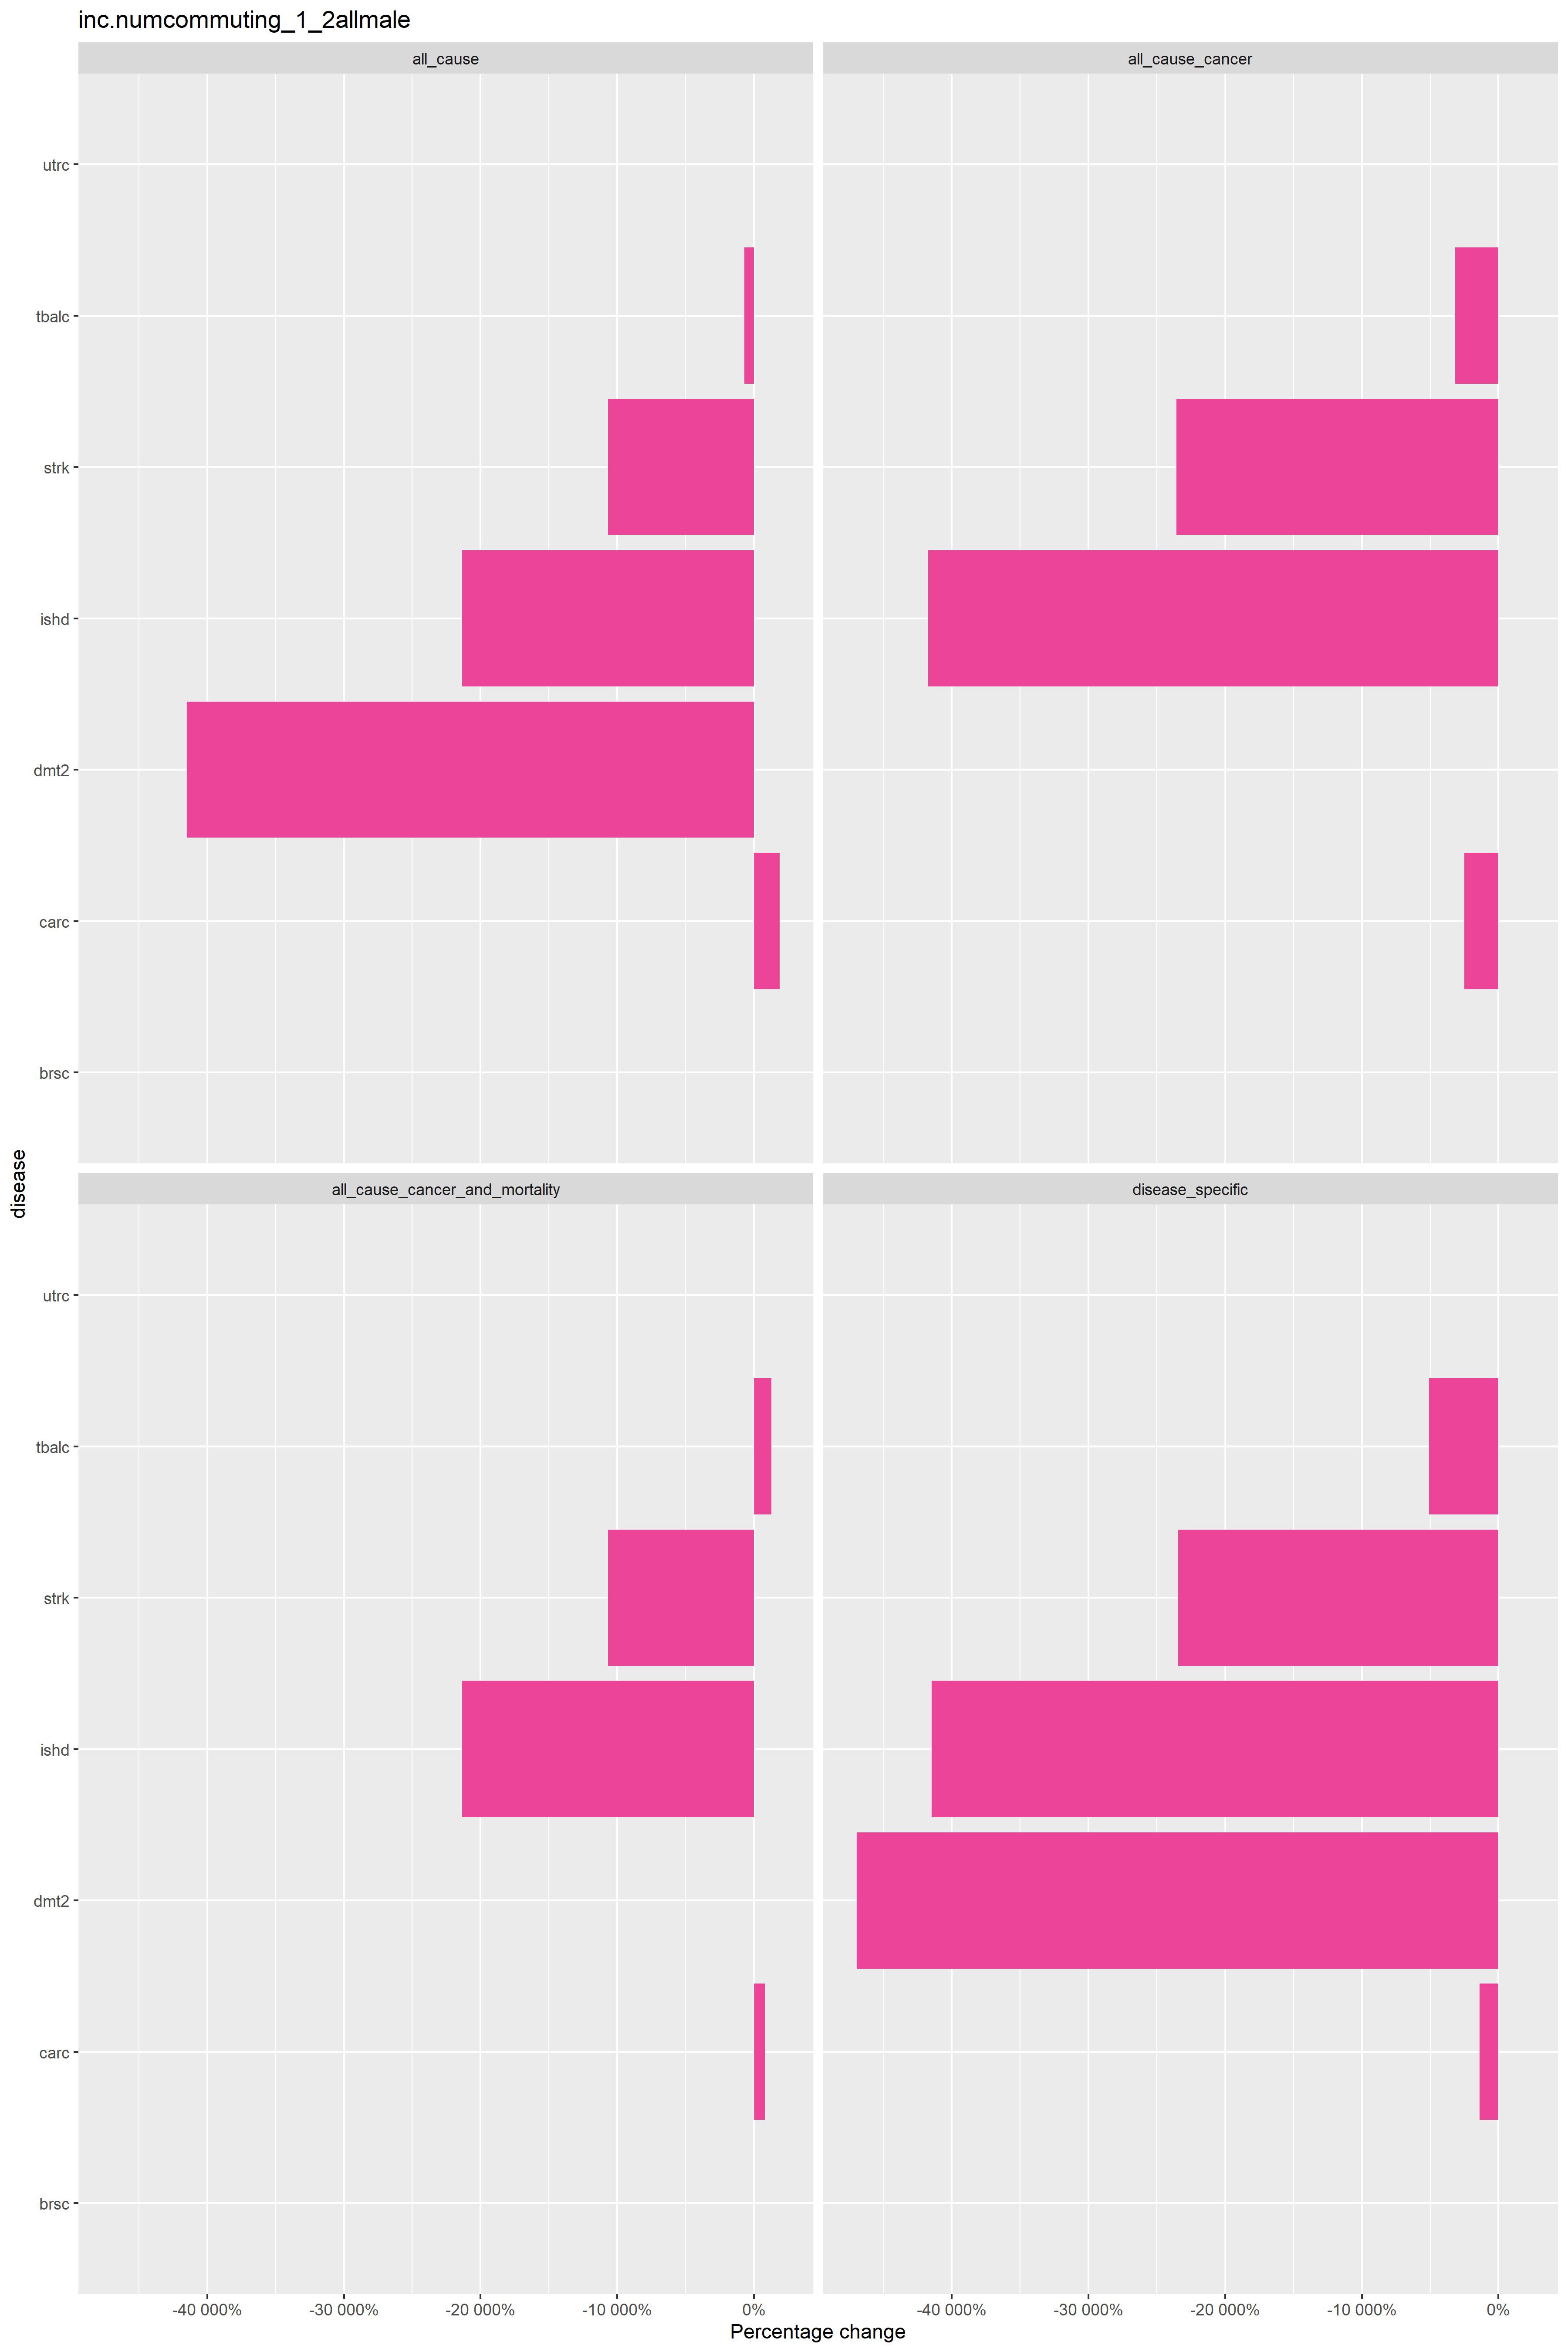 inc.numcommuting_1_2allmale
all_cause
all_cause_cancer
utrc
tbalc
strk
ishd
dmt2
carc
brsc
disease
all_cause_cancer_and_mortality
disease_specific
utrc
tbalc
strk
ishd
dmt2
carc
brsc
-40 000% -30 000% -20 000% -10 000% 0%
-40 000% -30 000% -20 000% -10 000% 0%
Percentage change